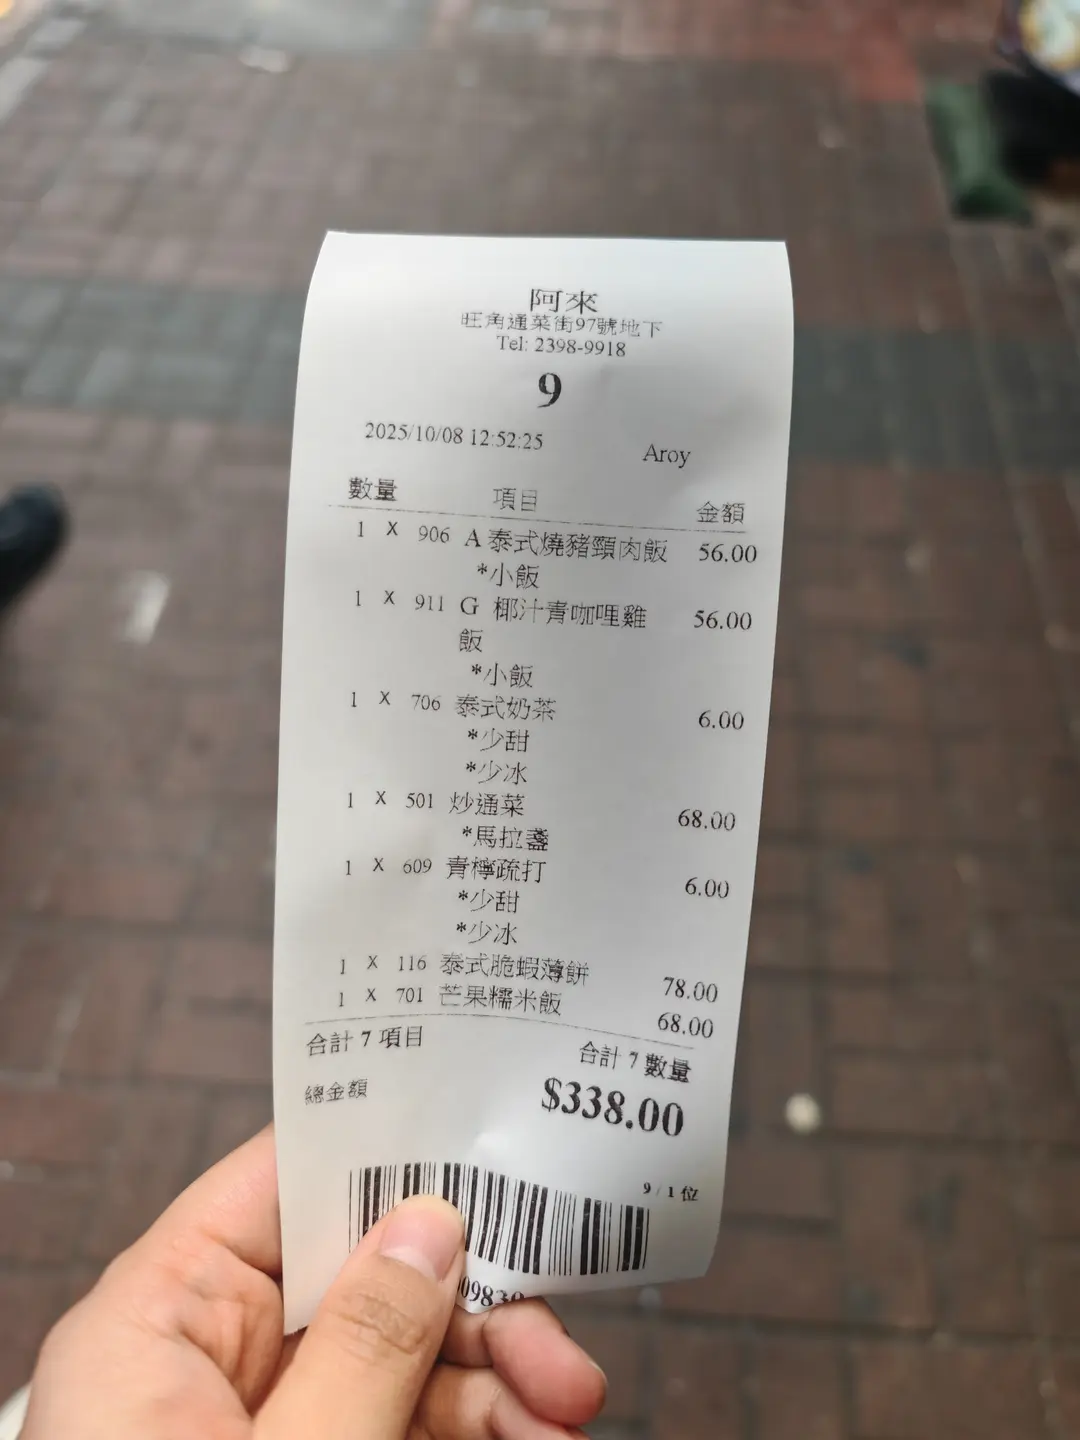 阿來
旺角通菜街97號地下
Tel: 2398-9918
9
2025/10/08 12:52:25 Aroy
數量 項目 金額
1 X 906 A 泰式燒豬頸肉飯 56.00
*小飯
1 X 911 G 椰汁青咖哩雞 56.00
飯
*小飯
1 X 706 泰式奶茶 6.00
*少甜
*少冰
1 X 501 炒通菜 68.00
*馬拉盞
1 X 609 青檸疏打 6.00
*少甜
*少冰
1 X 116 泰式脆蝦薄餅 78.00
1 X 701 芒果糯米飯 68.00
合計 7 項目 合計 7 數量
總金額 $338.00
9 / 1 位